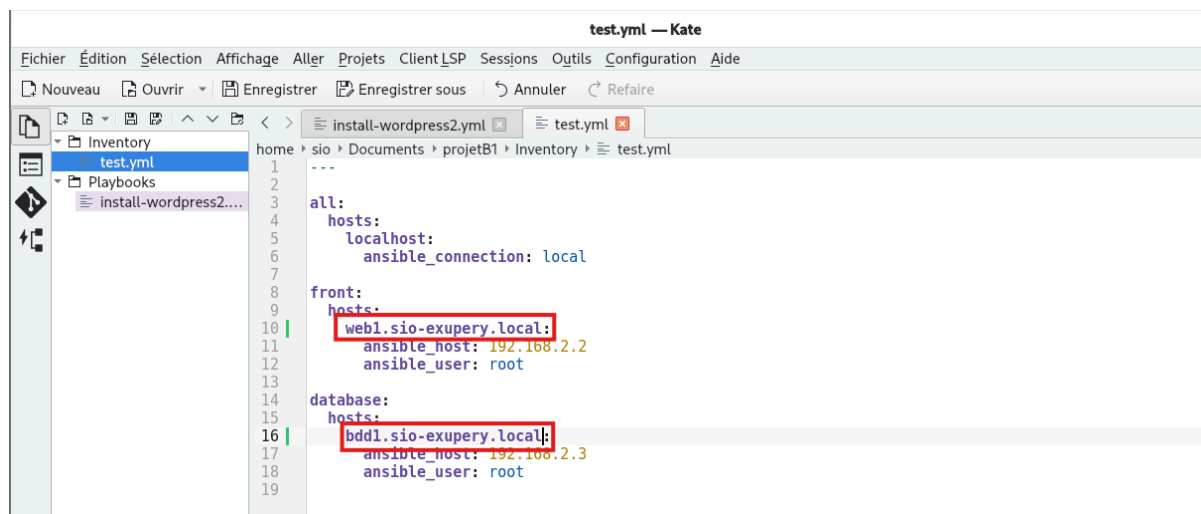 test.yml — Kate
Fichier Édition Sélection Affichage Aller Projets Client LSP Sessions Outils Configuration Aide
Nouveau Ouvrir Enregistrer Enregistrer sous Annuler Refaire
install-wordpress2.yml test.yml
Inventory
test.yml
Playbooks
install-wordpress2....
home sio Documents projetB1 Inventory test.yml
1 ---
2
3 all:
4 hosts:
5 localhost:
6 ansible_connection: local
7
8 front:
9 hosts:
10 web1.sio-exupery.local:
11 ansible_host: 192.168.2.2
12 ansible_user: root
13
14 database:
15 hosts:
16 bdd1.sio-exupery.local:
17 ansible_host: 192.168.2.3
18 ansible_user: root
19